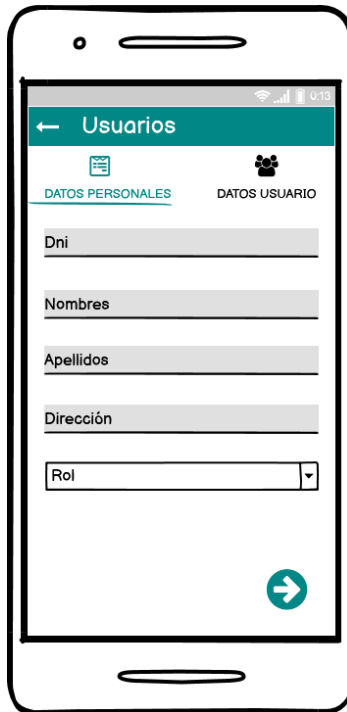 0:13
Usuarios
DATOS PERSONALES
DATOS USUARIO
Dni
Nombres
Apellidos
Dirección
Rol